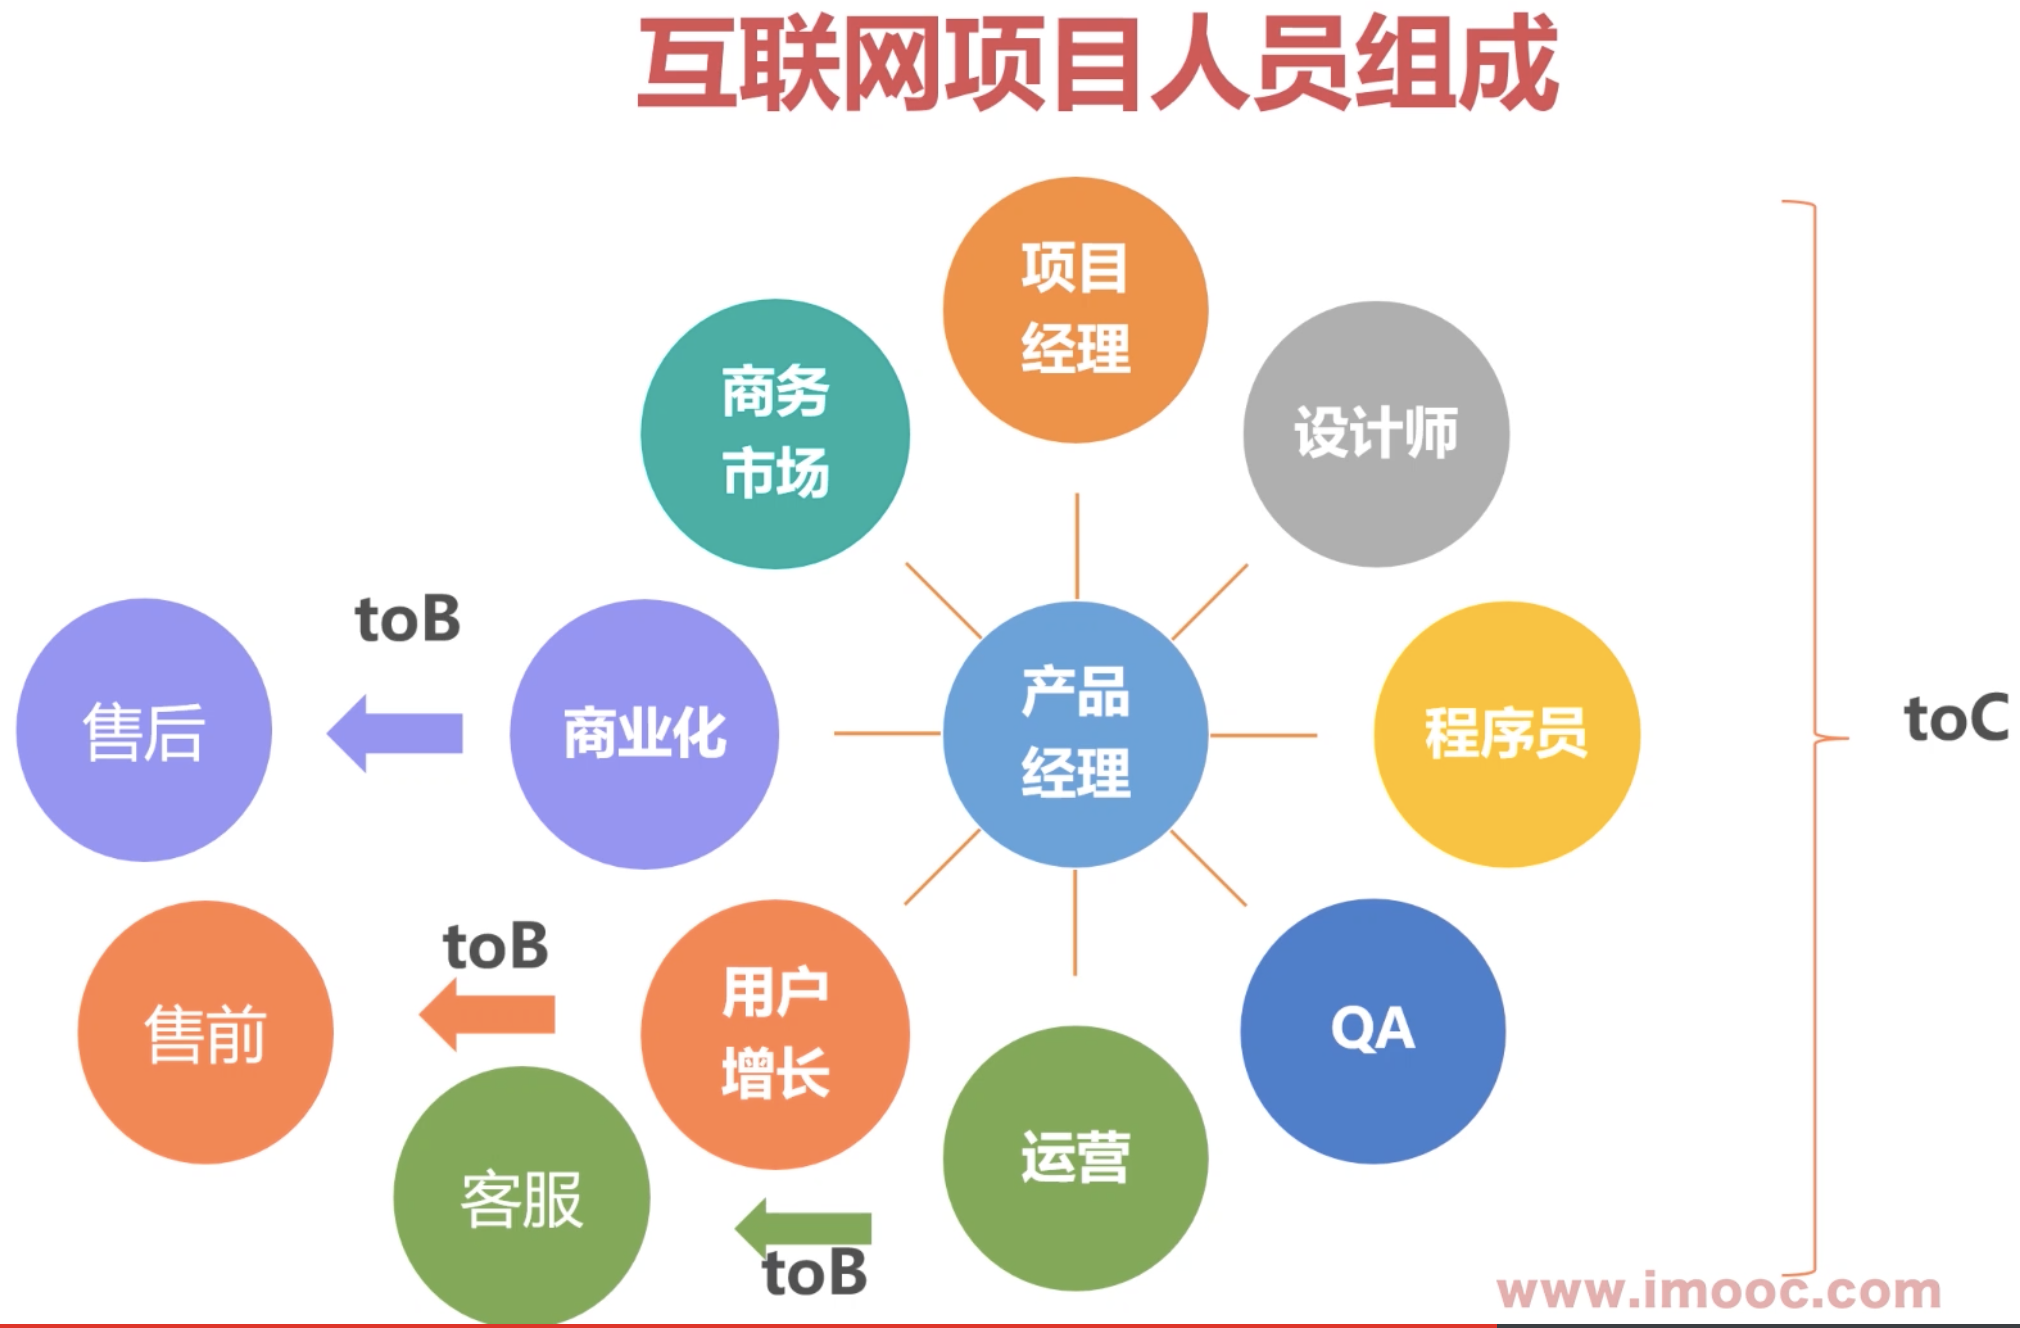 互联网项目人员组成
项目
经理
商务
市场
设计师
toB
售后
商业化
产品
经理
程序员
toC
toB
售前
用户
增长
QA
客服
运营
toB
www.imooc.com